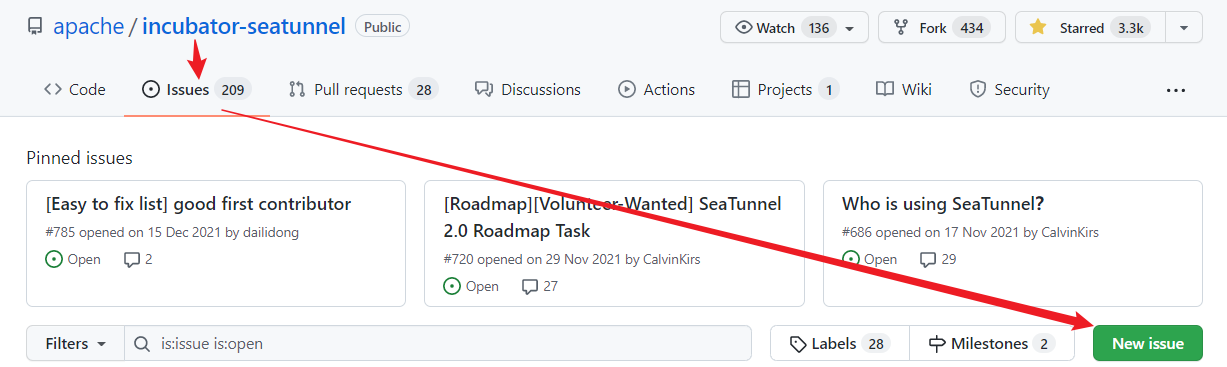 apache / incubator-seatunnel Public Watch 136 Fork 434 Starred 3.3k
Code Issues 209 Pull requests 28 Discussions Actions Projects 1 Wiki Security ...
Pinned issues
[Easy to fix list] good first contributor
#785 opened on 15 Dec 2021 by dailidong
Open 2
[Roadmap][Volunteer-Wanted] SeaTunnel
2.0 Roadmap Task
#720 opened on 29 Nov 2021 by CalvinKirs
Open 27
Who is using SeaTunnel?
#686 opened on 17 Nov 2021 by CalvinKirs
Open 29
Filters is:issue is:open Labels 28 Milestones 2 New issue